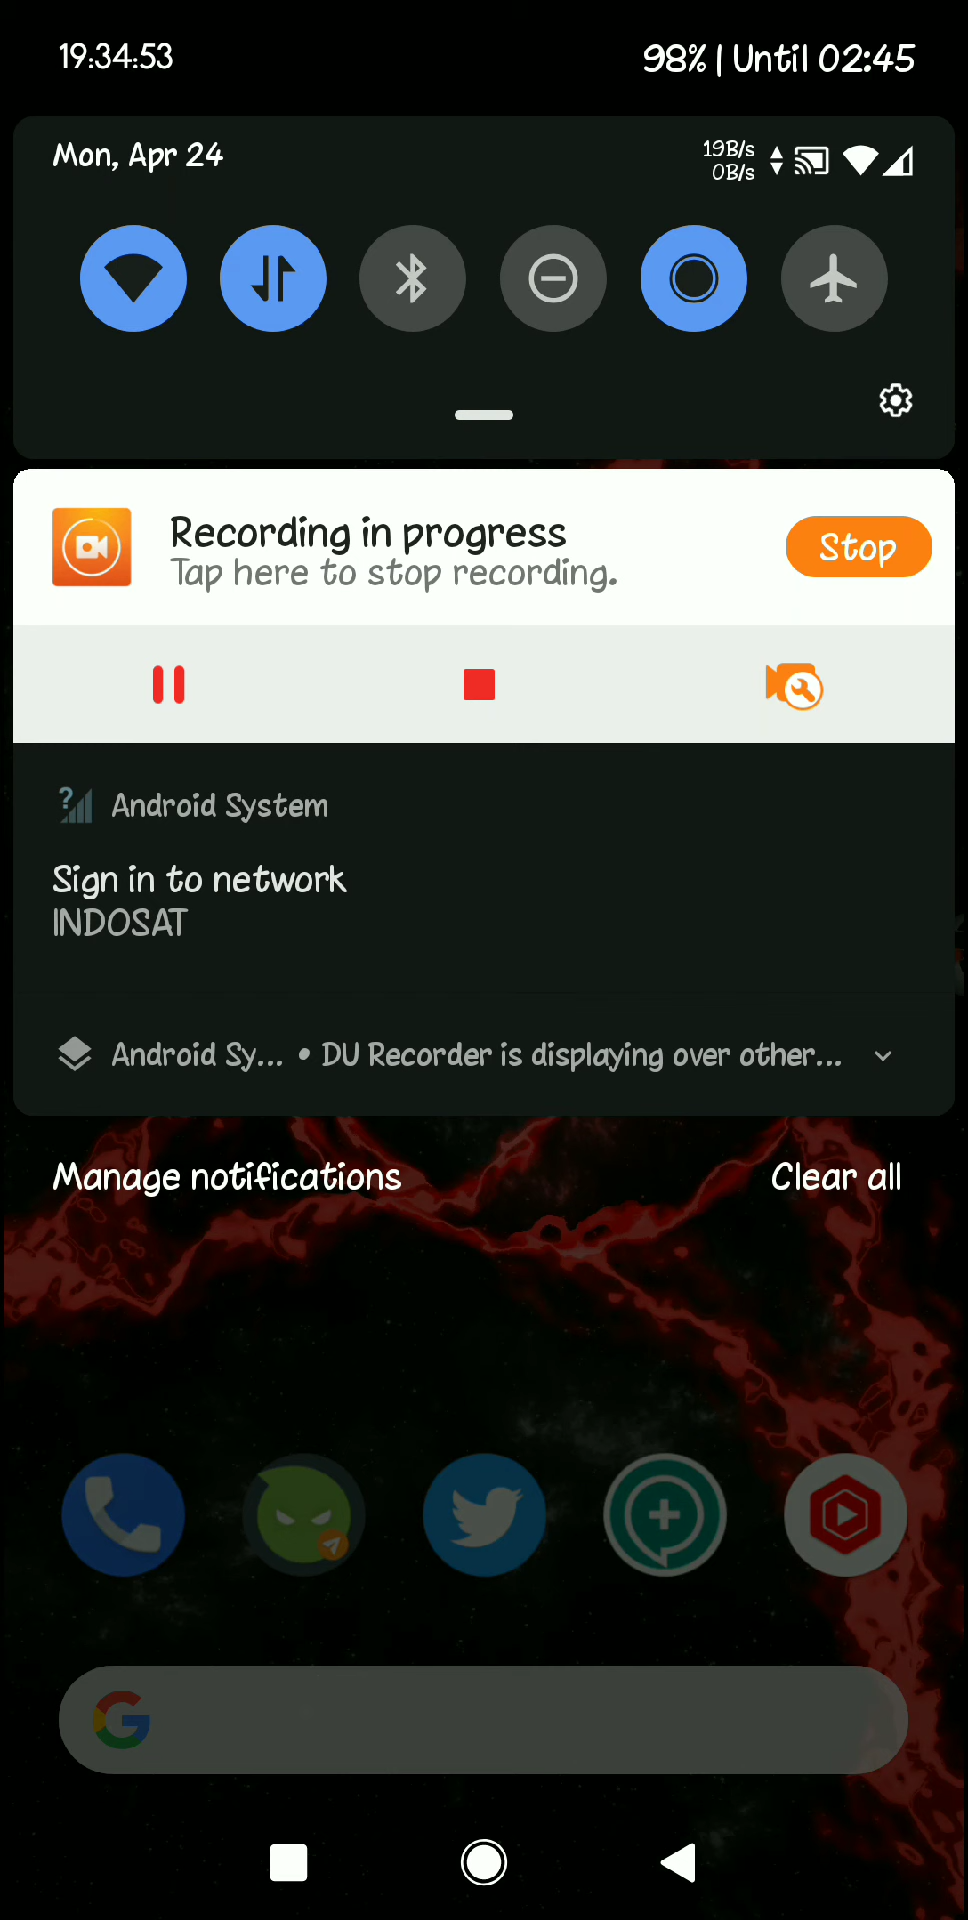 19:34:53
98% | Until 02:45
Mon, Apr 24
19B/s
0B/s
Recording in progress
Tap here to stop recording.
Stop
Android System
Sign in to network
INDOSAT
Android Sy... • DU Recorder is displaying over other...
Manage notifications
Clear all